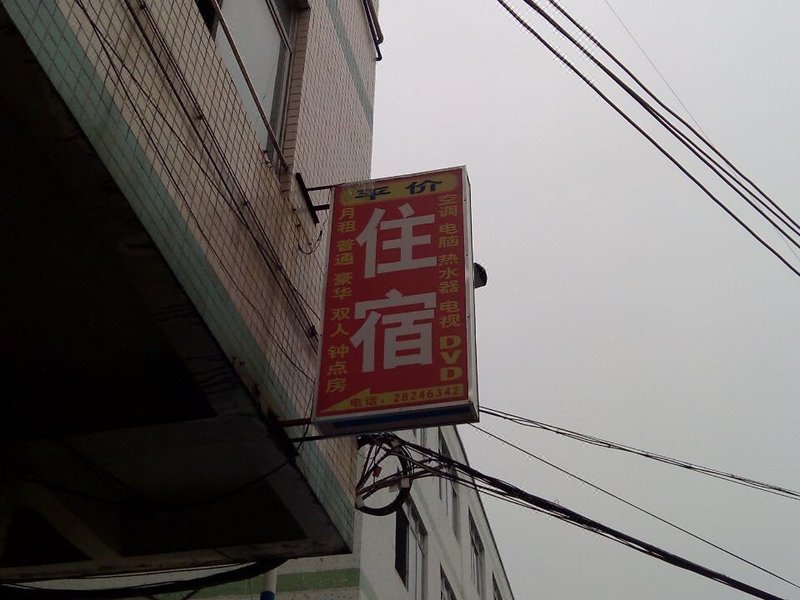 平价
住宿
月租 普通 豪华 双人 钟点房
空调 电脑 热水器 电视 DVD
电话：28246342